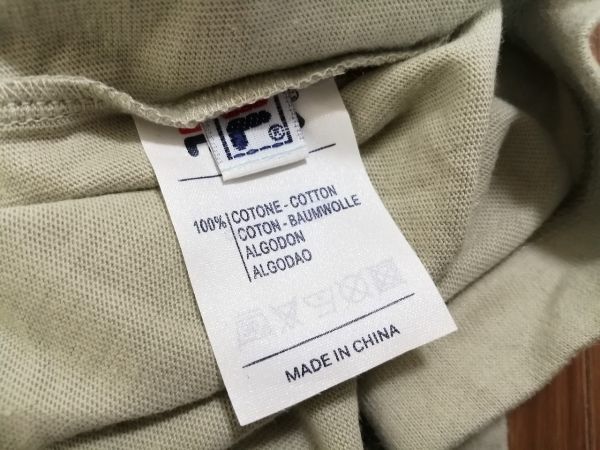 ®
100% COTONE - COTTON
COTON - BAUMWOLLE
ALGODON
ALGODAO
MADE IN CHINA